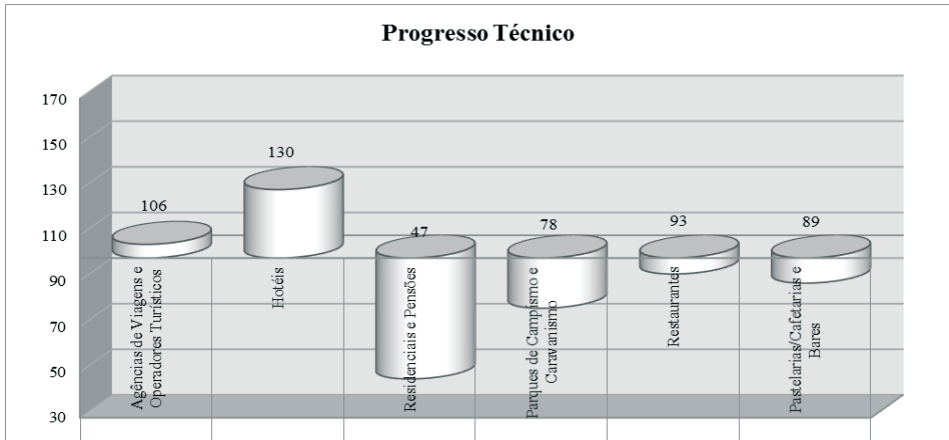 Progresso Técnico
170
150
130
110
90
70
50
30
106
130
47
78
93
89
Agências de Viagens e
Operadores Turísticos
Hotéis
Residenciais e Pensões
Parques de Campismo e
Caravanismo
Restaurantes
Pastelarias/Cafetarias e
Bares